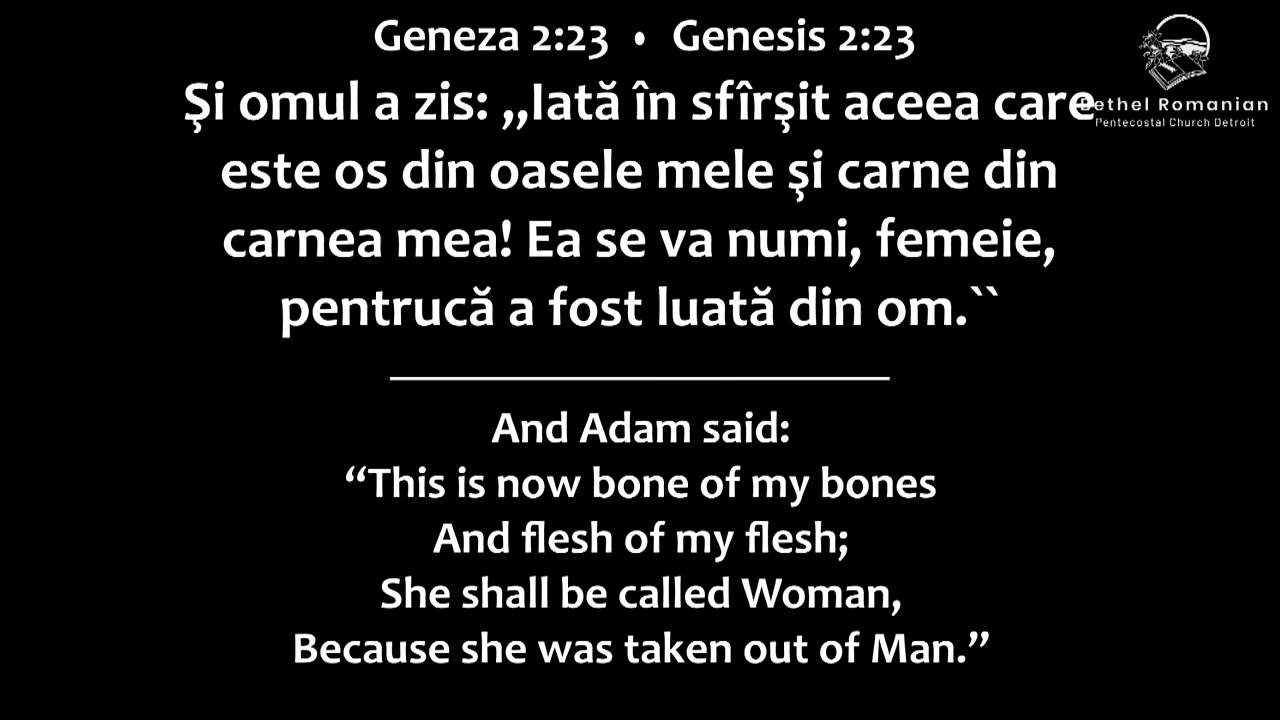 Geneza 2:23 • Genesis 2:23
Şi omul a zis: ,,Iată în sfîrşit aceea care
este os din oasele mele şi carne din
carnea mea! Ea se va numi, femeie,
pentrucă a fost luată din om.``
And Adam said:
“This is now bone of my bones
And flesh of my flesh;
She shall be called Woman,
Because she was taken out of Man.”
Bethel Romanian
Pentecostal Church Detroit